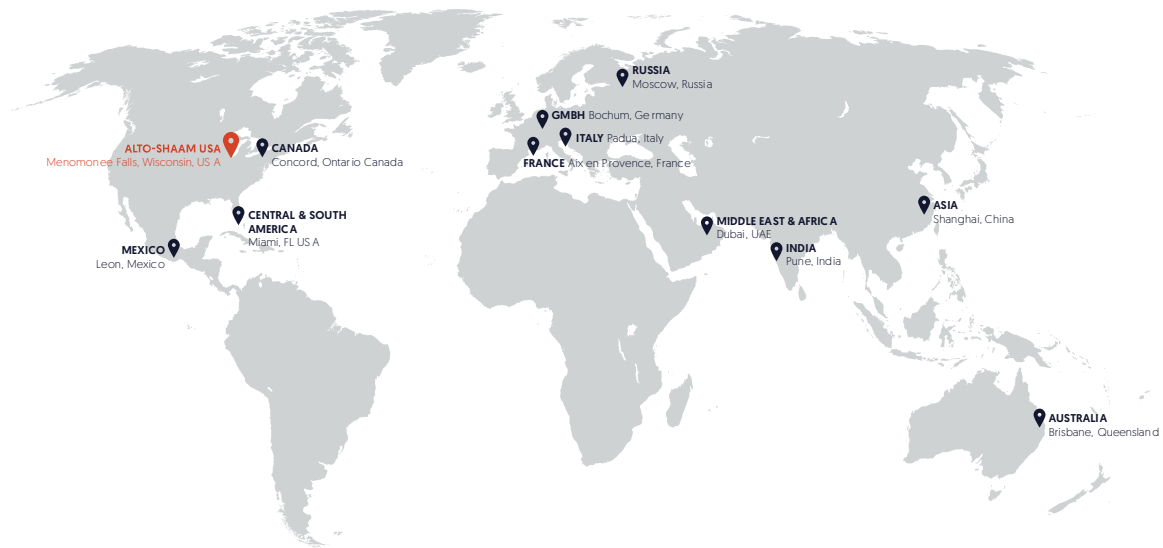 RUSSIA
Moscow, Russia
GMBH Bochum, Germany
ITALY Padua, Italy
FRANCE Aix en Provence, France
ALTO-SHAAM USA
Menomonee Falls, Wisconsin, USA
CANADA
Concord, Ontario Canada
CENTRAL & SOUTH
AMERICA
Miami, FL USA
MEXICO
Leon, Mexico
MIDDLE EAST & AFRICA
Dubai, UAE
INDIA
Pune, India
ASIA
Shanghai, China
AUSTRALIA
Brisbane, Queensland